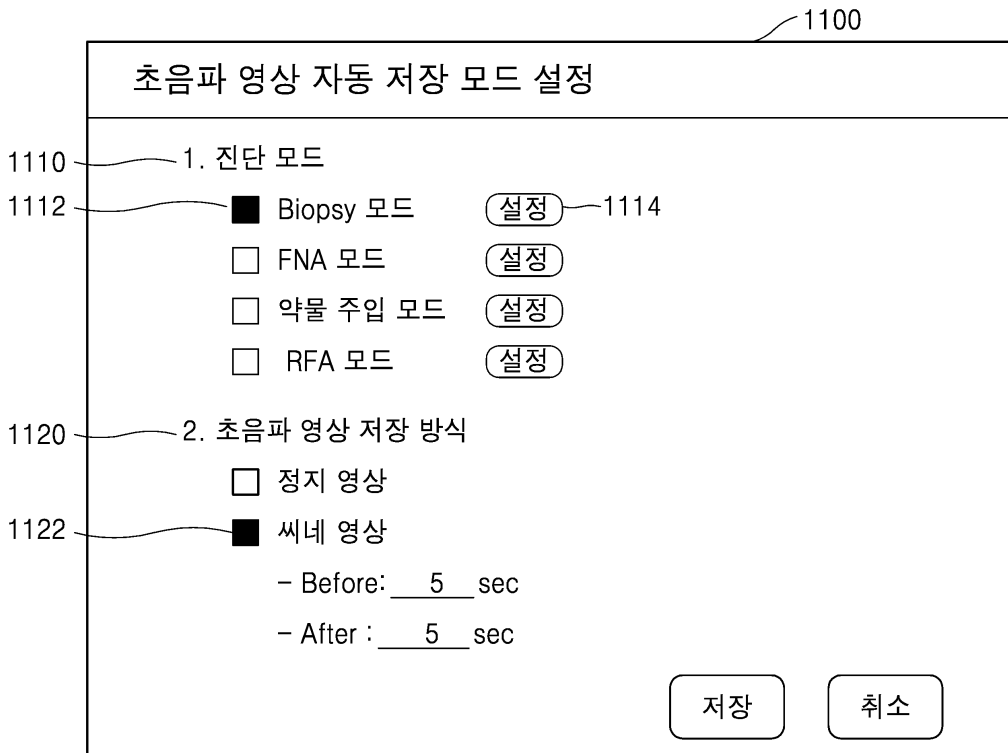 1100
초음파 영상 자동 저장 모드 설정
1110 1. 진단 모드
1112 Biopsy 모드 설정 1114
FNA 모드 설정
약물 주입 모드 설정
RFA 모드 설정
1120 2. 초음파 영상 저장 방식
정지 영상
1122 씨네 영상
- Before: 5 sec
- After : 5 sec
저장 취소